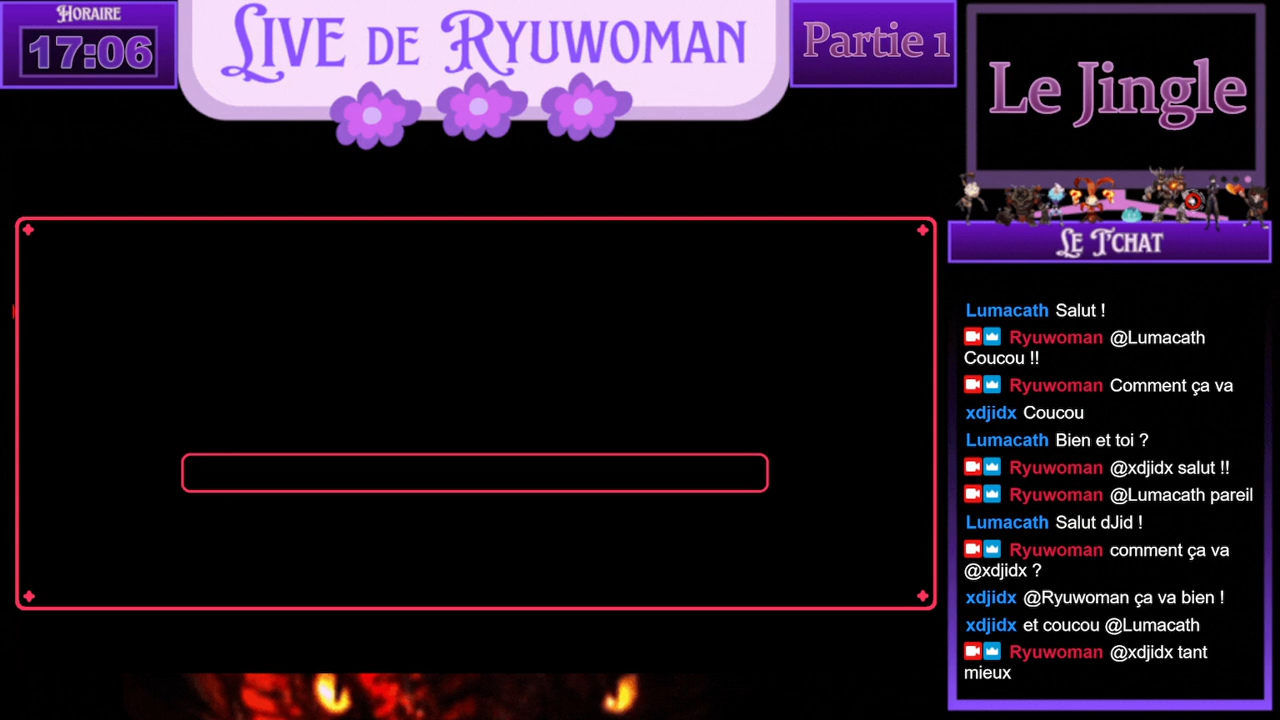 Horaire
17:06
Live de Ryuwoman
Partie 1
Le Jingle
Le T'chat
Lumacath Salut !
Ryuwoman @Lumacath
Coucou !!
Ryuwoman Comment ça va
xdjidx Coucou
Lumacath Bien et toi ?
Ryuwoman @xdjidx salut !!
Ryuwoman @Lumacath pareil
Lumacath Salut dJid !
Ryuwoman comment ça va
@xdjidx ?
xdjidx @Ryuwoman ça va bien !
xdjidx et coucou @Lumacath
Ryuwoman @xdjidx tant
mieux